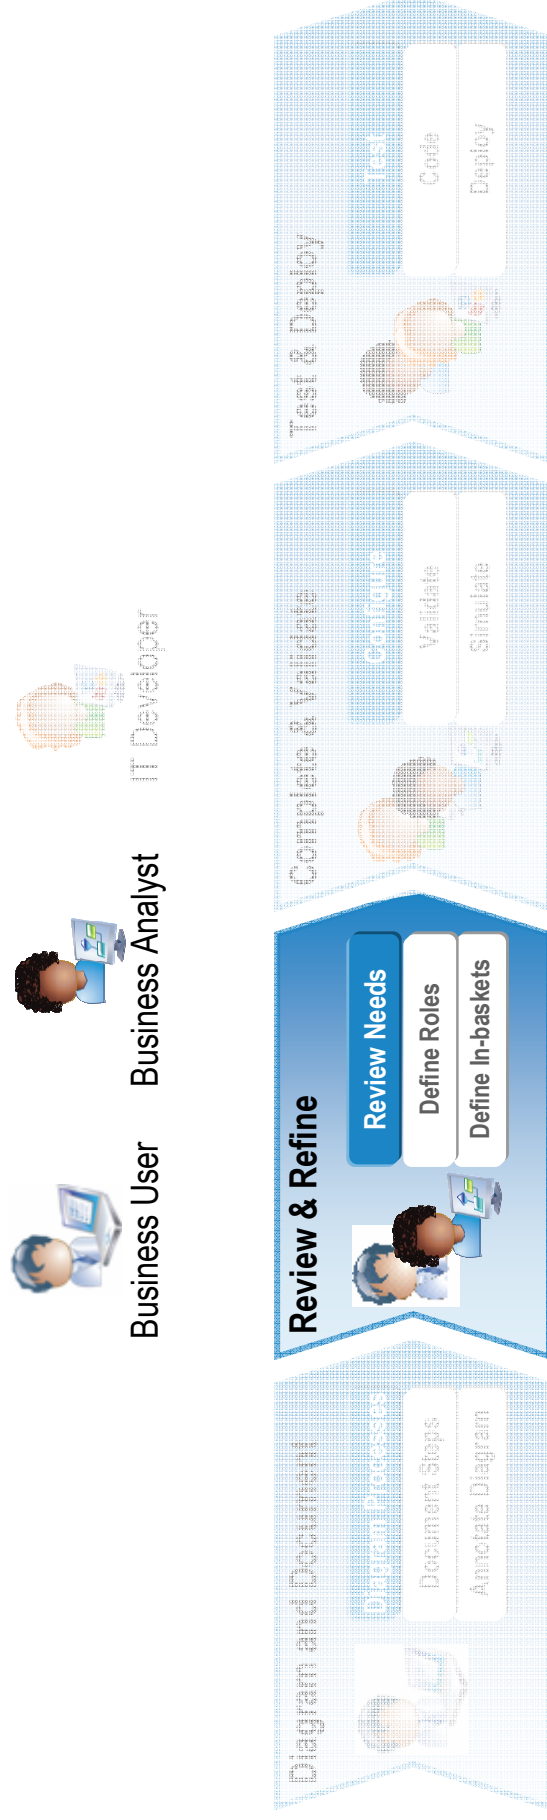 Business User
Business Analyst
IT Developer
Diagram and Document
Diagram Processes
Document Steps
Annotate Diagram
Review & Refine
Review Needs
Define Roles
Define In-baskets
Complete & Validate
Configure
Validate
Simulate
Test & Deploy
Test
Code
Deploy